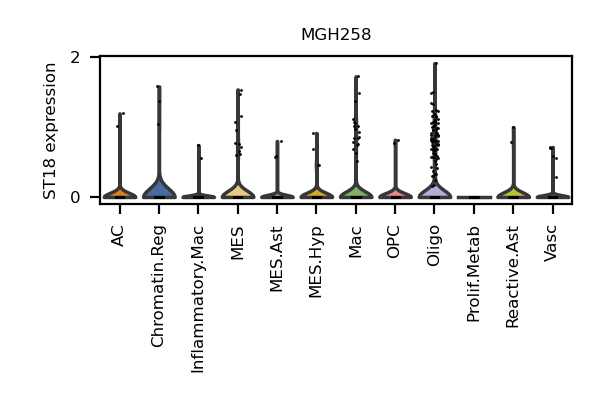 MGH258
ST18 expression
2
0
AC
Chromatin.Reg
Inflammatory.Mac
MES
MES.Ast
MES.Hyp
Mac
OPC
Oligo
Prolif.Metab
Reactive.Ast
Vasc